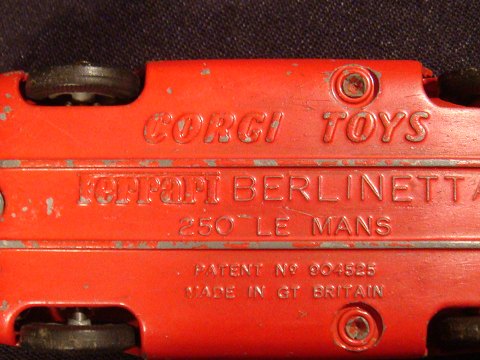 CORGI TOYS
Ferrari BERLINETTA
250 LE MANS
PATENT Nº 904525
MADE IN GT BRITAIN